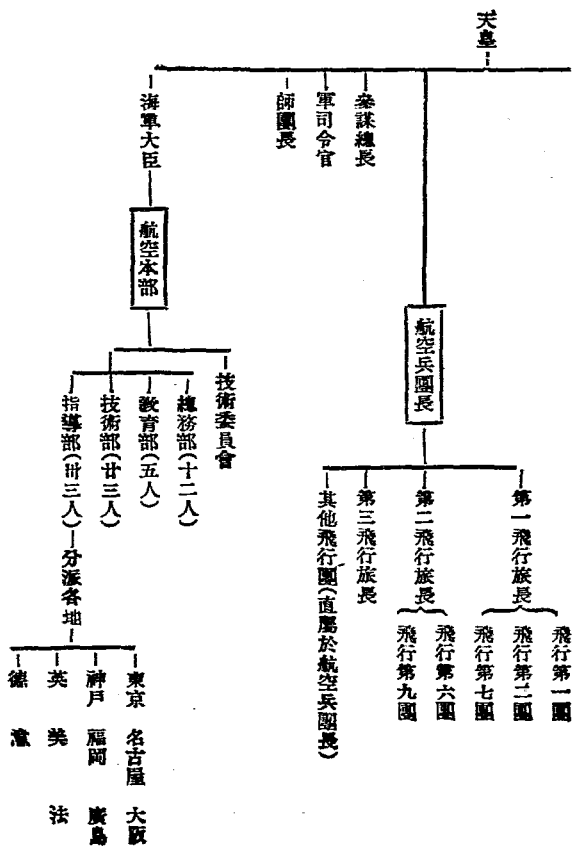 天皇
參謀總長
軍司令官
師團長
海軍大臣
航空兵團長
第一飛行旅長
飛行第一團
飛行第二團
飛行第七團
第二飛行旅長
飛行第六團
飛行第九團
第三飛行旅長
其他飛行團(直屬於航空兵團長)
航空本部
技術委員會
總務部(十二人)
教育部(五人)
技術部(廿三人)
指導部(卅三人)
分派各地
東京 名古屋 大阪
神戶 福岡 廣島
英 美 法
德 意